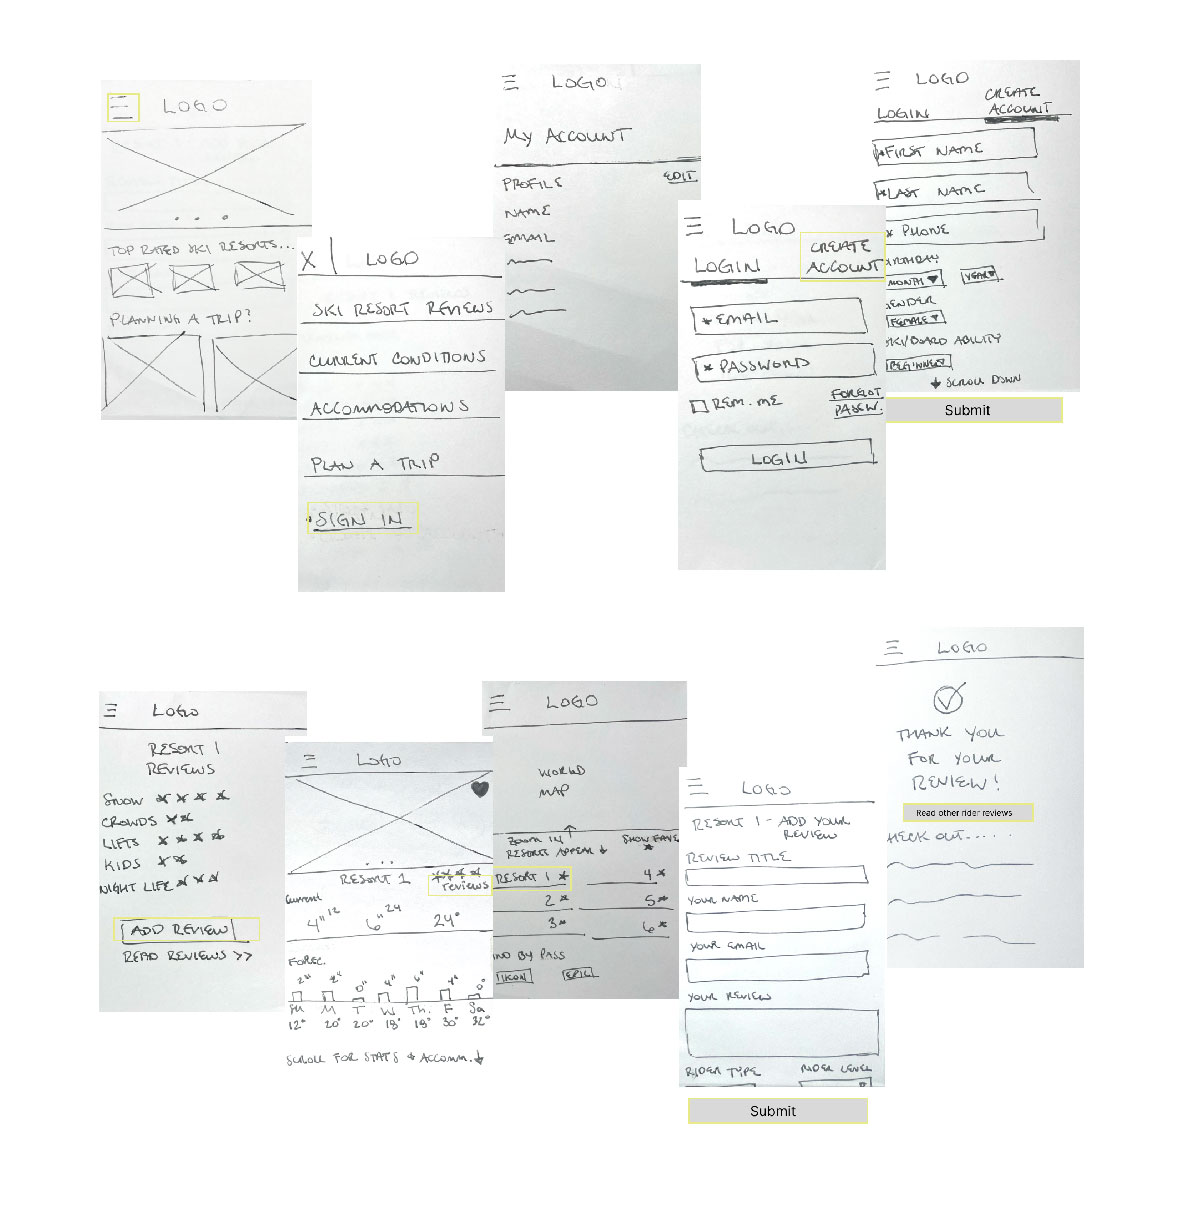 LOGO
TOP RATED SKI RESORTS...
PLANNING A TRIP?
X | LOGO
SKI RESORT REVIEWS
CURRENT CONDITIONS
ACCOMMODATIONS
PLAN A TRIP
SIGN IN
LOGO
MY ACCOUNT
PROFILE EDIT
NAME
EMAIL
LOGO
LOGIN CREATE
ACCOUNT
*EMAIL
*PASSWORD
REM. ME FORGOT
PASSW.
LOGIN
LOGO
LOGIN CREATE
ACCOUNT
*FIRST NAME
*LAST NAME
* PHONE
IRTHDAY
MONTH YEAR
ENDER
FEMALE
SKI/BOARD ABILITY
BEGINNER
SCROLL DOWN
Submit
LOGO
RESORT 1
REVIEWS
SNOW
CROWDS
LIFTS
KIDS
NIGHT LIFE
ADD REVIEW
READ REVIEWS >>
LOGO
RESORT 1
reviews
Current
4" 12 6" 24 24°
FOREC.
2" 2" 0" 4" 6" 4" 0"
Su M T W Th. F Sa
12° 20° 20° 18° 18° 30° 32°
SCROLL FOR STATS & ACCOMM.
LOGO
WORLD
MAP
ZOOM IN
RESORTS APPEAR SHOW FAVE
RESORT 1 * 4*
2* 5*
3* 6*
ND BY PASS
IKON EPIC
LOGO
RESORT 1 - ADD YOUR
REVIEW
REVIEW TITLE
YOUR NAME
YOUR EMAIL
YOUR REVIEW
RIDER TYPE RIDER LEVEL
Submit
LOGO
THANK YOU
FOR YOUR
REVIEW!
Read other rider reviews
HECK OUT.....